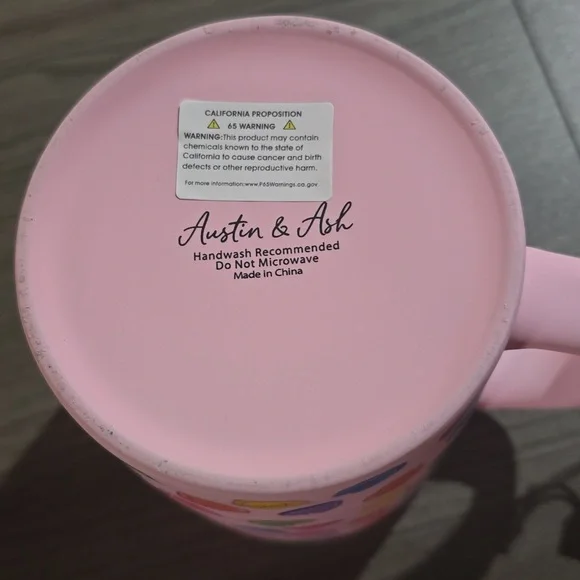 CALIFORNIA PROPOSITION
65 WARNING
WARNING:This product may contain
chemicals known to the state of
California to cause cancer and birth
defects or other reproductive harm.
For more information:www.P65Warnings.ca.gov
Austin & Ash
Handwash Recommended
Do Not Microwave
Made in China